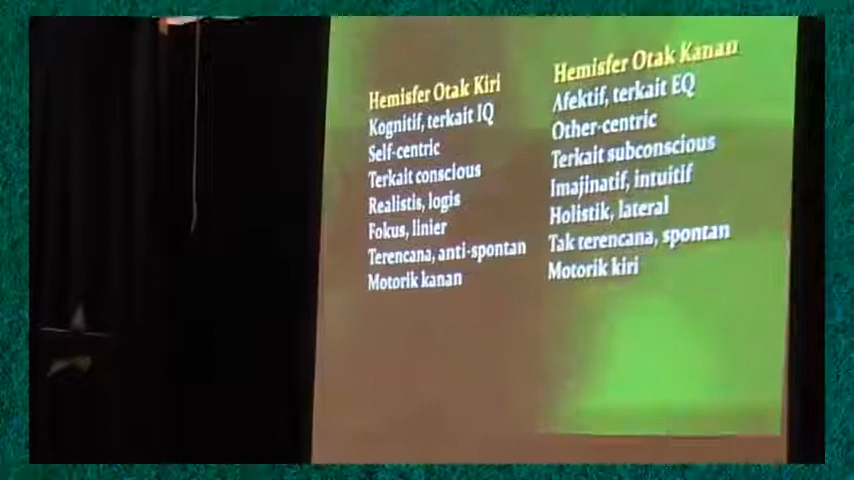 Hemisfer Otak Kiri
Kognitif, terkait IQ
Self-centric
Terkait conscious
Realistis, logis
Fokus, linier
Terencana, anti-spontan
Motorik kanan
Hemisfer Otak Kanan
Afektif, terkait EQ
Other-centric
Terkait subconscious
Imajinatif, intuitif
Holistik, lateral
Tak terencana, spontan
Motorik kiri